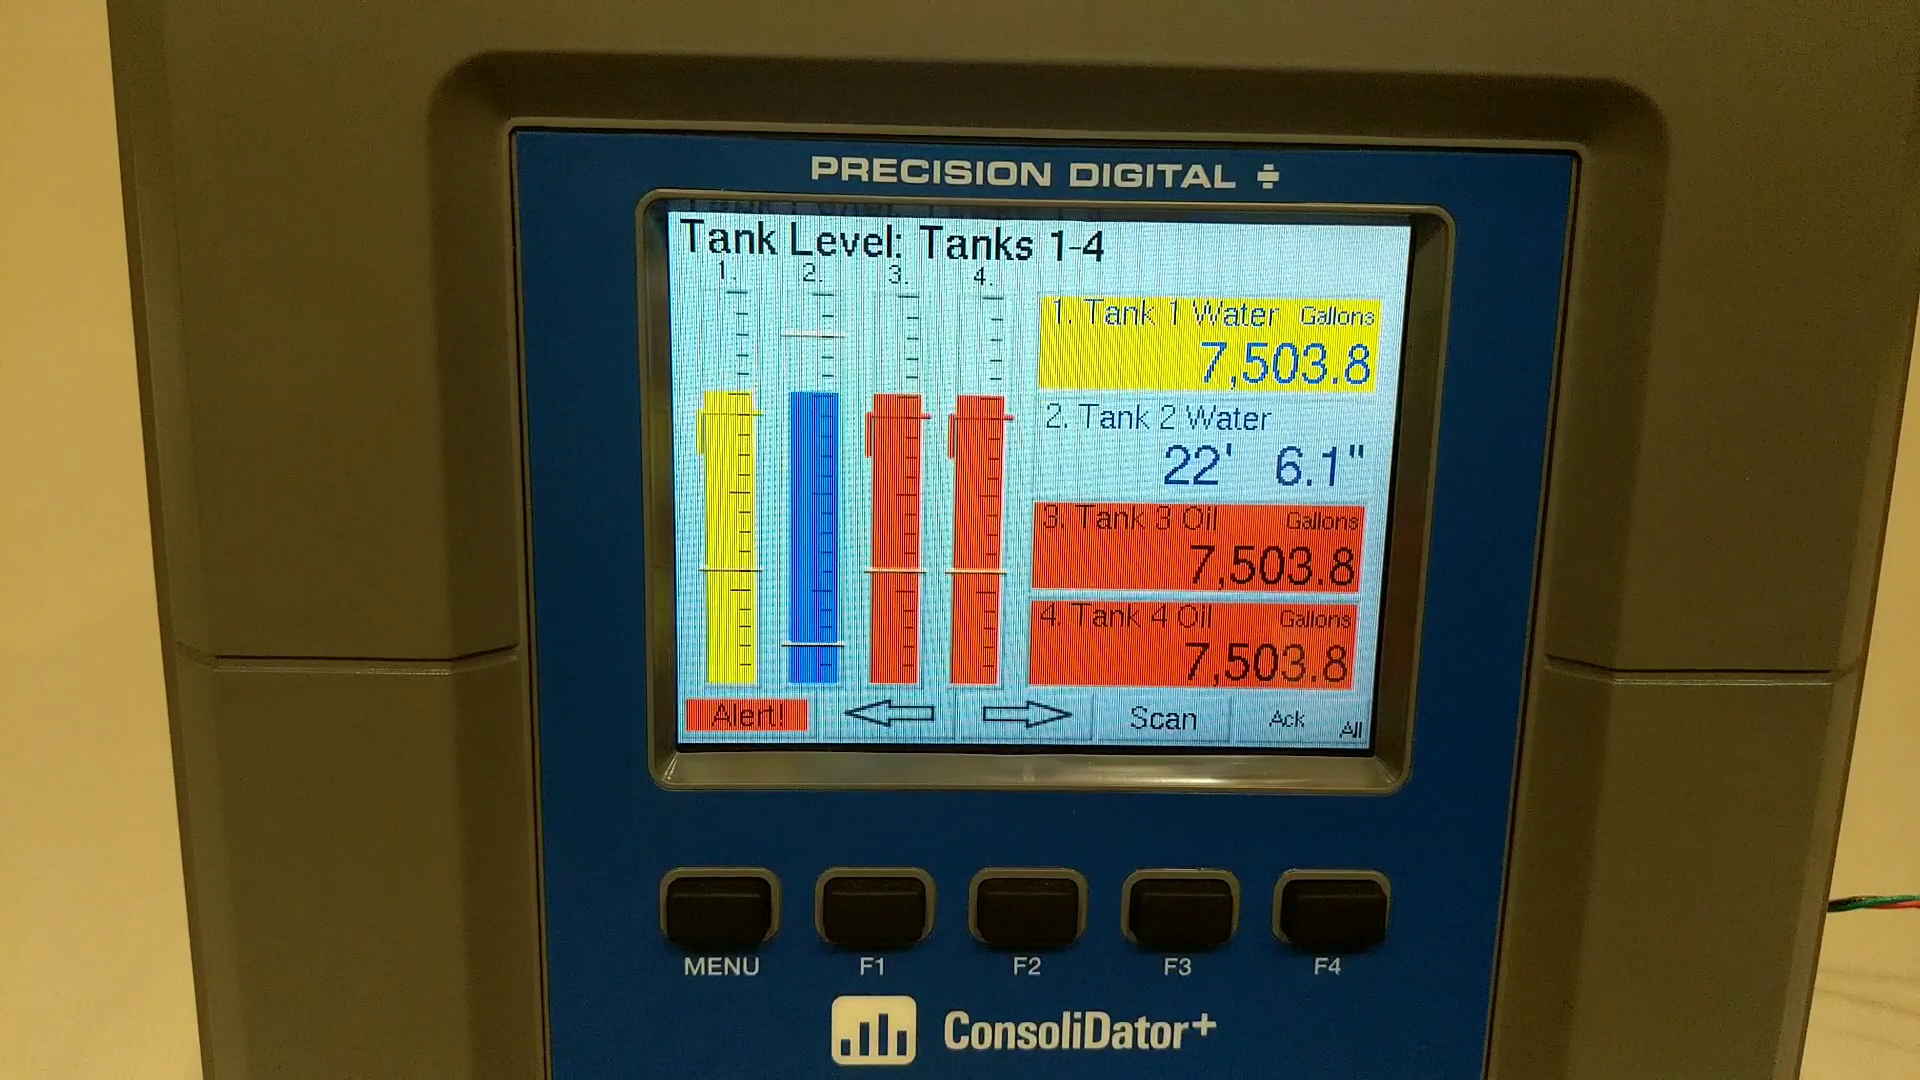 PRECISION DIGITAL
Tank Level: Tanks 1-4
1. 2. 3. 4.
1. Tank 1 Water Gallons
7,503.8
2. Tank 2 Water
22' 6.1"
3. Tank 3 Oil Gallons
7,503.8
4. Tank 4 Oil Gallons
7,503.8
Alert! Scan Ack All
MENU F1 F2 F3 F4
ConsoliDator+